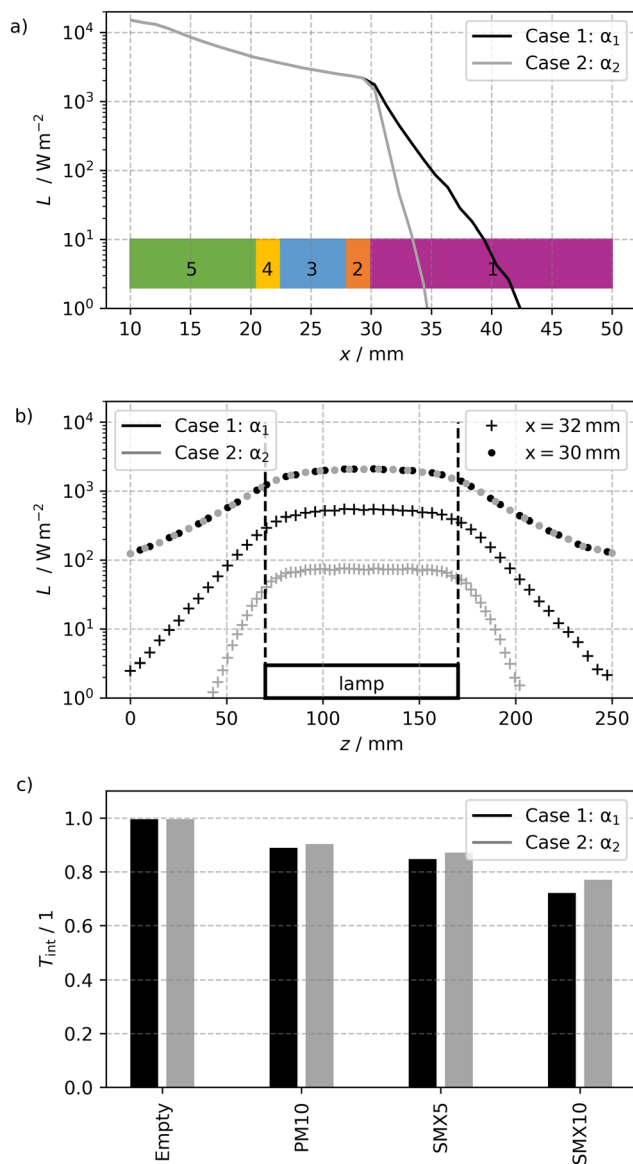 a)
Case 1: α₁
Case 2: α₂
10⁴
10³
10²
10¹
10⁰
L / W m⁻²
5 4 3 2 1
10 15 20 25 30 35 40 45 50
x / mm
b)
Case 1: α₁
Case 2: α₂
x = 32 mm
x = 30 mm
10⁴
10³
10²
10¹
10⁰
L / W m⁻²
lamp
0 50 100 150 200 250
z / mm
c)
Case 1: α₁
Case 2: α₂
1.0
0.8
0.6
0.4
0.2
0.0
T_int / 1
Empty
PM10
SMX5
SMX10